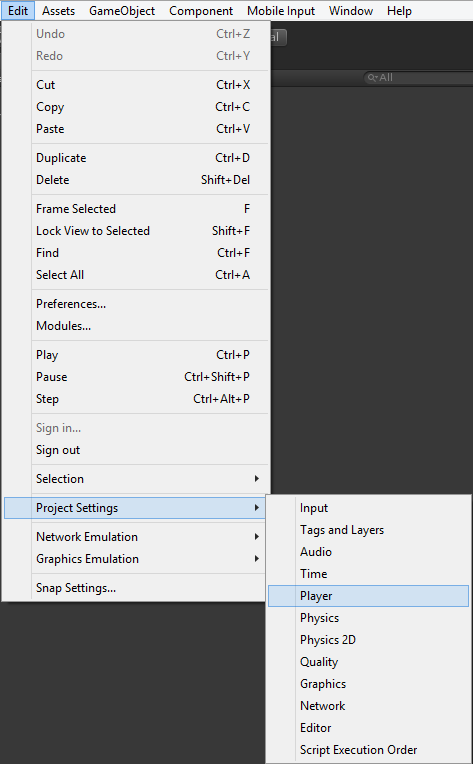 Edit Assets GameObject Component Mobile Input Window Help
Undo Ctrl+Z
Redo Ctrl+Y
al
All
Cut Ctrl+X
Copy Ctrl+C
Paste Ctrl+V
Duplicate Ctrl+D
Delete Shift+Del
Frame Selected F
Lock View to Selected Shift+F
Find Ctrl+F
Select All Ctrl+A
Preferences...
Modules...
Play Ctrl+P
Pause Ctrl+Shift+P
Step Ctrl+Alt+P
Sign in...
Sign out
Selection
Project Settings
Network Emulation
Graphics Emulation
Snap Settings...
Input
Tags and Layers
Audio
Time
Player
Physics
Physics 2D
Quality
Graphics
Network
Editor
Script Execution Order